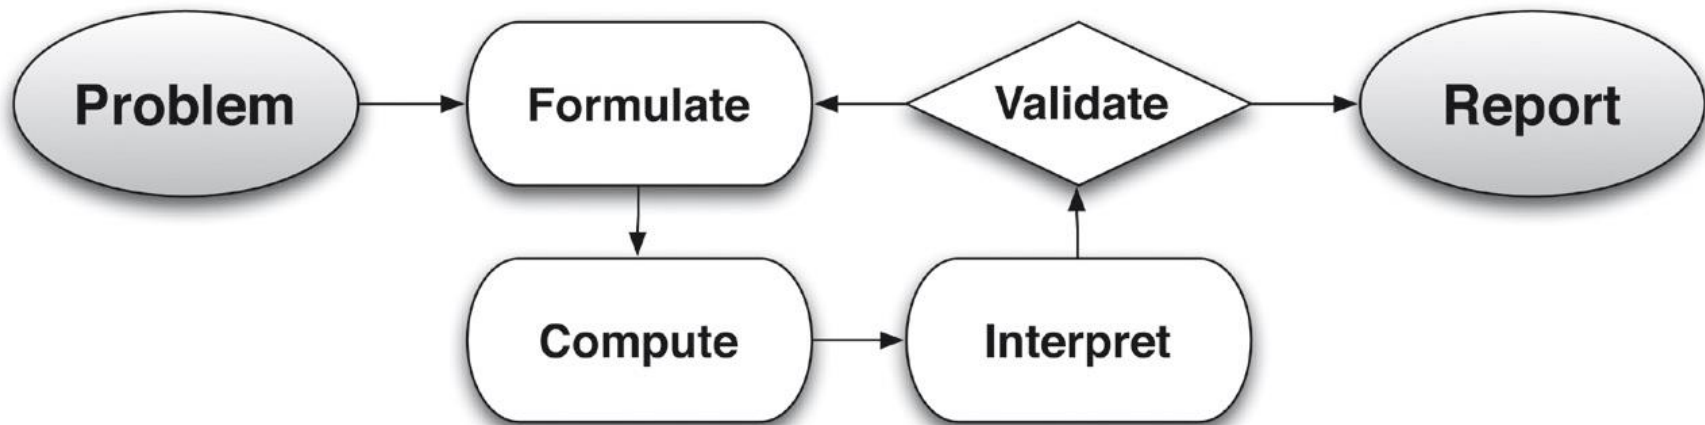 Problem
Formulate
Validate
Report
Compute
Interpret